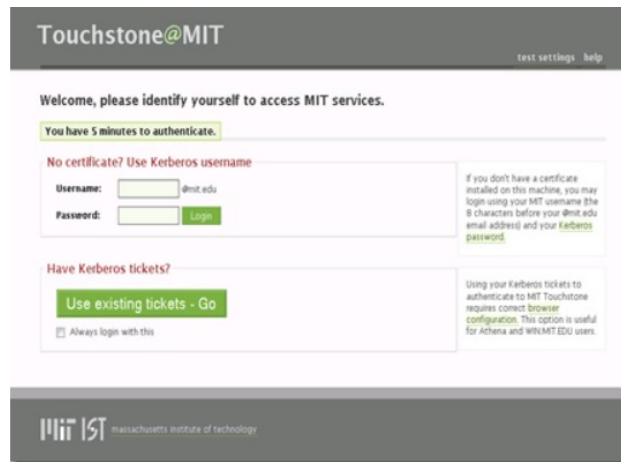 Touchstone@MIT
test settings help
Welcome, please identify yourself to access MIT services.
You have 5 minutes to authenticate.
No certificate? Use Kerberos username
Username: @mit.edu
Password: Login
If you don't have a certificate
installed on this machine, you may
login using your MIT username (the
8 characters before your @mit.edu
email address) and your Kerberos
password.
Have Kerberos tickets?
Use existing tickets - Go
Always login with this
Using your Kerberos tickets to
authenticate to MIT Touchstone
requires correct browser
configuration. This option is useful
for Athena and WIN.MIT.EDU users.
MIT IST massachusetts institute of technology